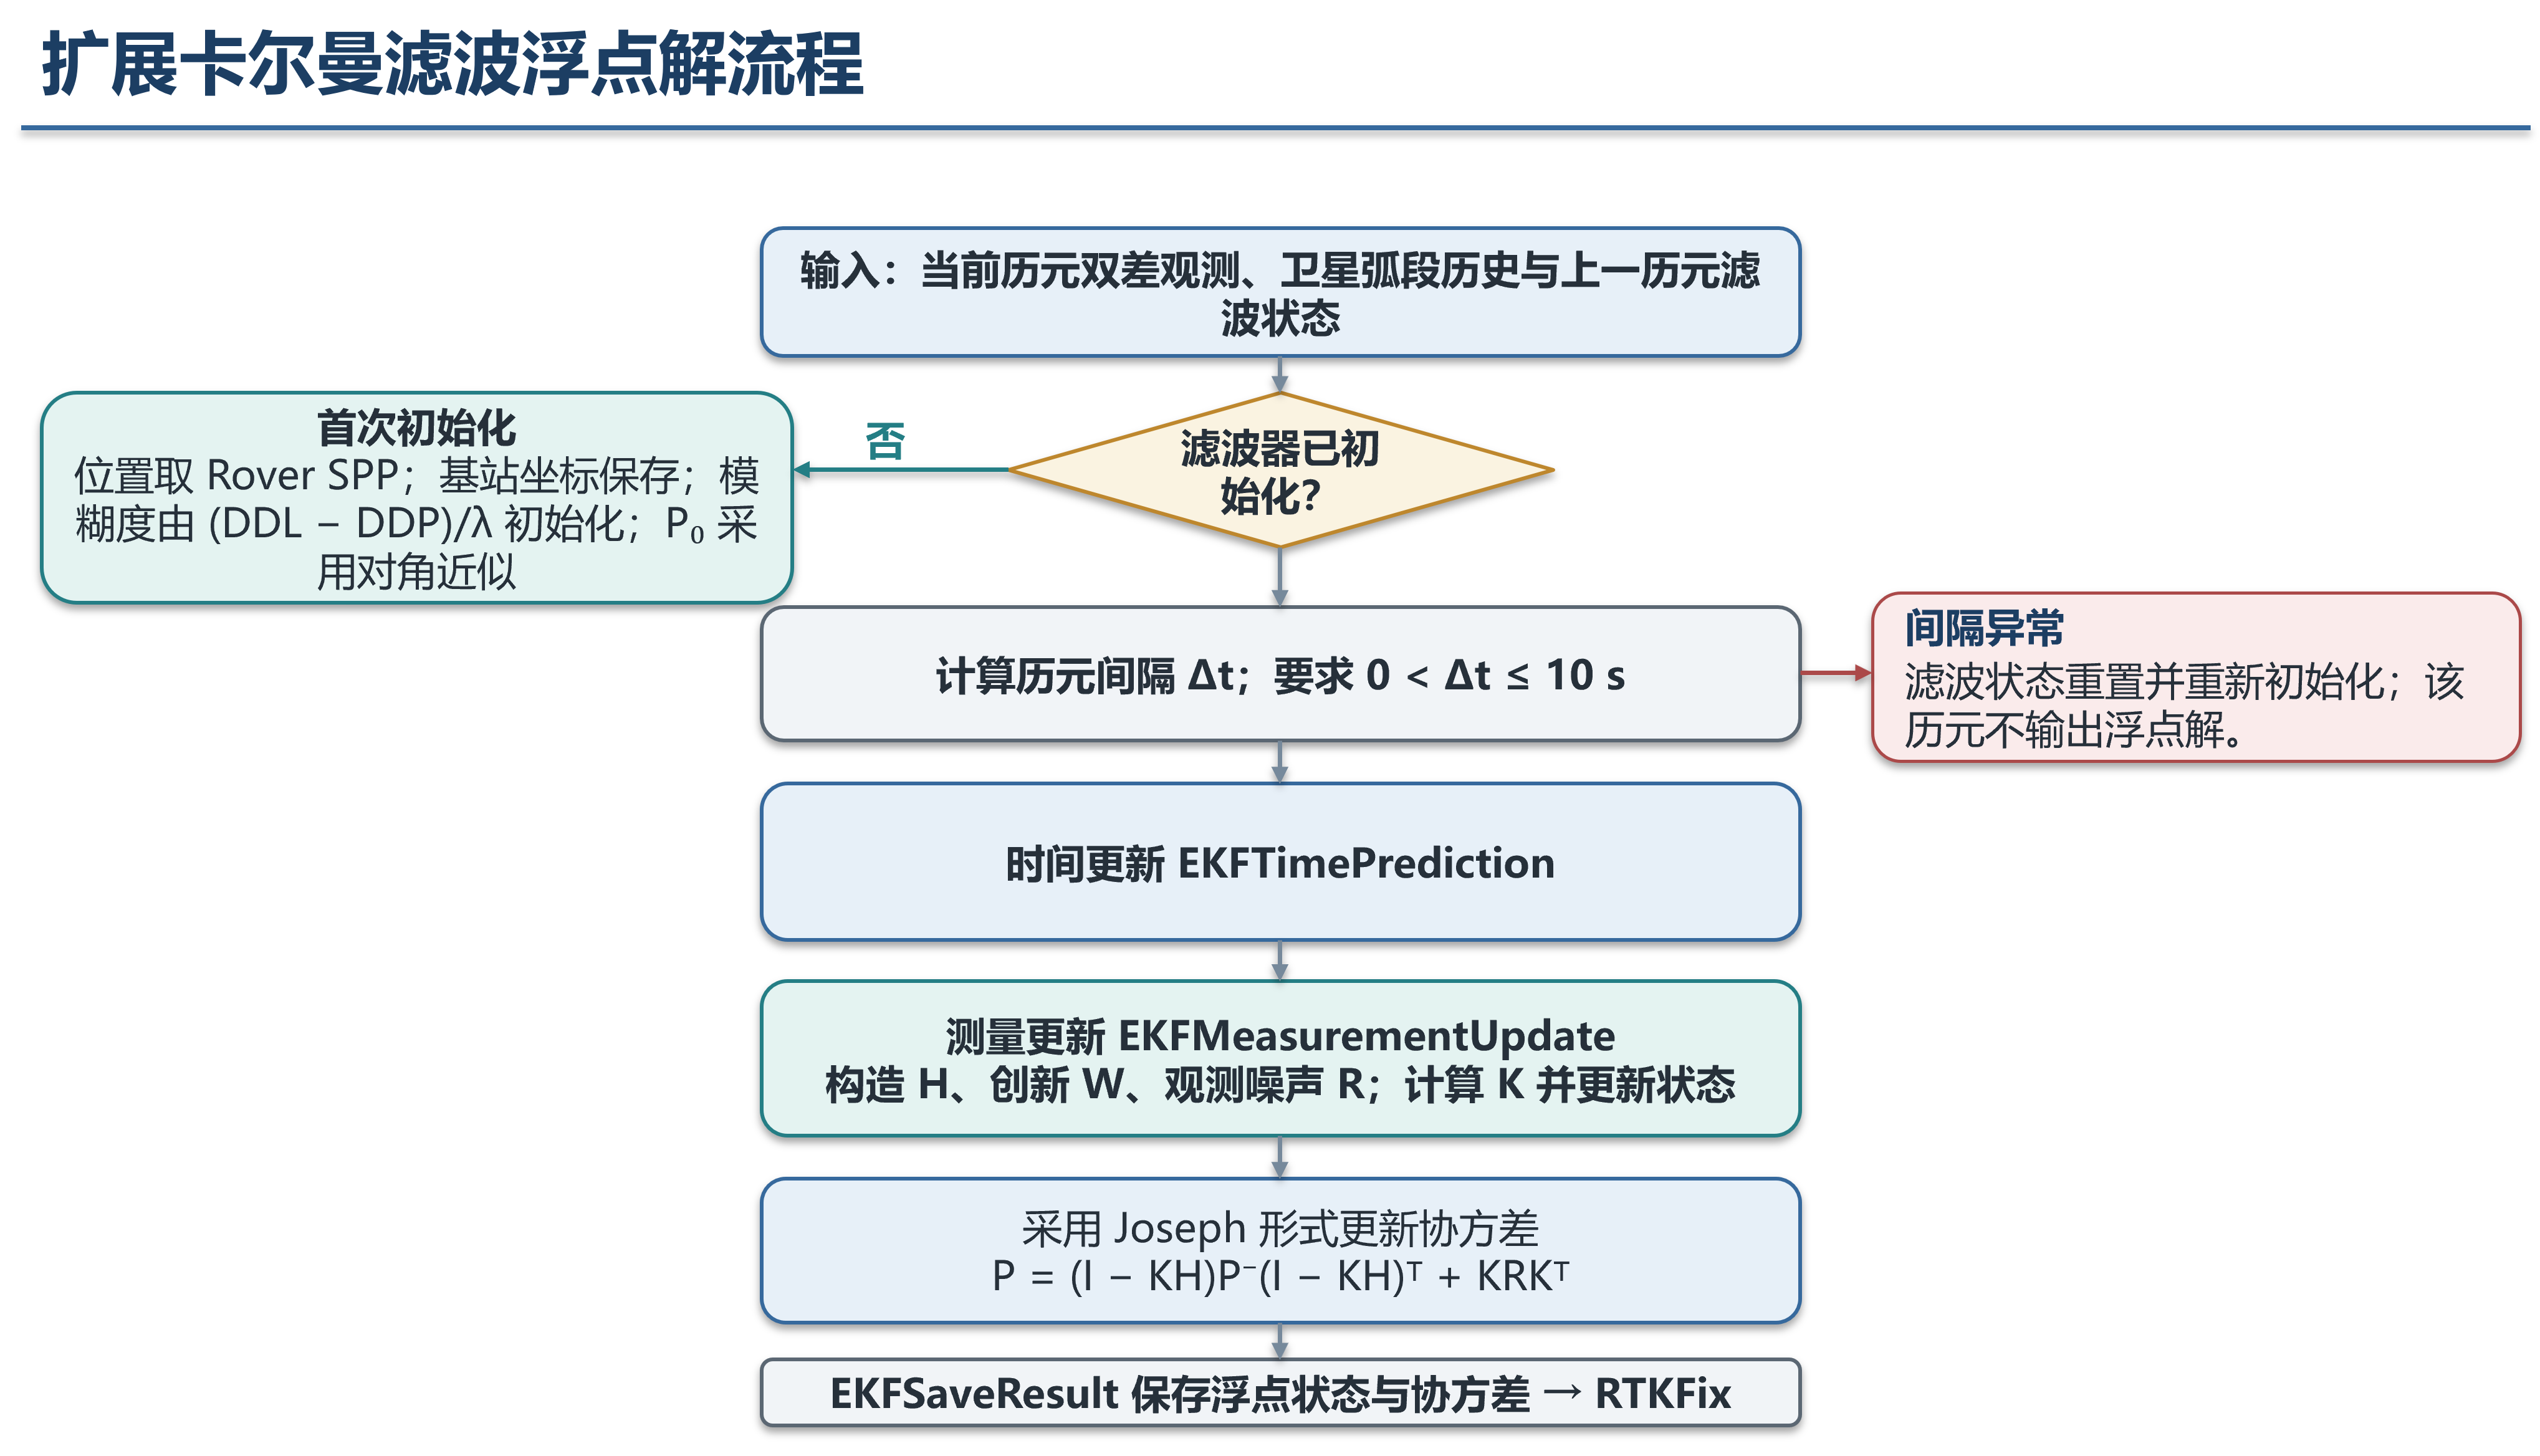 扩展卡尔曼滤波浮点解流程
输入：当前历元双差观测、卫星弧段历史与上一历元滤
波状态
首次初始化
位置取 Rover SPP；基站坐标保存；模
糊度由 (DDL − DDP)/λ 初始化；P₀ 采
用对角近似
否
滤波器已初
始化？
计算历元间隔 Δt；要求 0 < Δt ≤ 10 s
间隔异常
滤波状态重置并重新初始化；该
历元不输出浮点解。
时间更新 EKFTimePrediction
测量更新 EKFMeasurementUpdate
构造 H、创新 W、观测噪声 R；计算 K 并更新状态
采用 Joseph 形式更新协方差
P = (I − KH)P⁻(I − KH)ᵀ + KRKᵀ
EKFSaveResult 保存浮点状态与协方差 → RTKFix